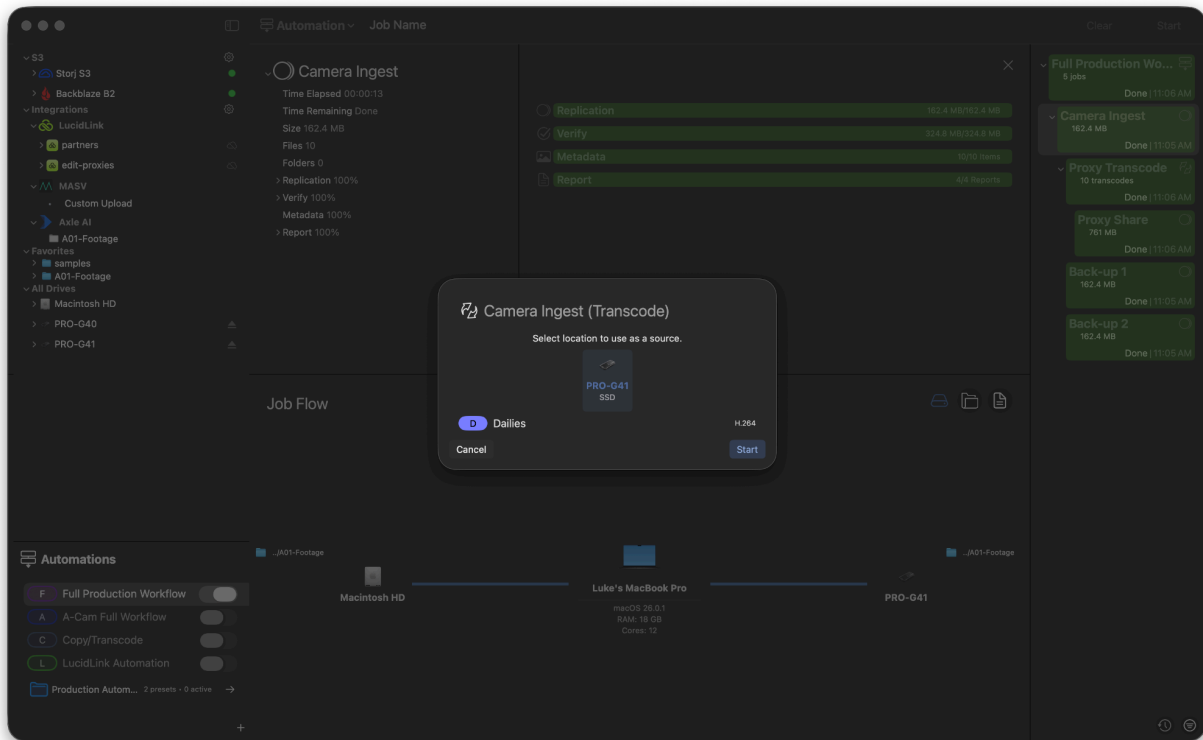 Automation
Job Name
Clear
Start
S3
Storj S3
Backblaze B2
Integrations
LucidLink
partners
edit-proxies
MASV
Custom Upload
Axle AI
A01-Footage
Favorites
samples
A01-Footage
All Drives
Macintosh HD
PRO-G40
PRO-G41
Automations
F Full Production Workflow
A A-Cam Full Workflow
C Copy/Transcode
L LucidLink Automation
Production Autom... 2 presets - 0 active
Camera Ingest
Time Elapsed 00:00:13
Time Remaining Done
Size 162.4 MB
Files 10
Folders 0
Replication 100%
Verify 100%
Metadata 100%
Report 100%
Replication 162.4 MB/162.4 MB
Verify 324.8 MB/324.8 MB
Metadata 10/10 Items
Report 4/4 Reports
Full Production Wo...
5 jobs
Done | 11:06 AM
Camera Ingest
162.4 MB
Done | 11:05 AM
Proxy Transcode
10 transcodes
Done | 11:06 AM
Proxy Share
761 MB
Done | 11:06 AM
Back-up 1
162.4 MB
Done | 11:05 AM
Back-up 2
162.4 MB
Done | 11:05 AM
Camera Ingest (Transcode)
Select location to use as a source.
PRO-G41
SSD
D Dailies H.264
Cancel Start
Job Flow
../A01-Footage
Macintosh HD
Luke's MacBook Pro
macOS 26.0.1
RAM: 18 GB
Cores: 12
../A01-Footage
PRO-G41